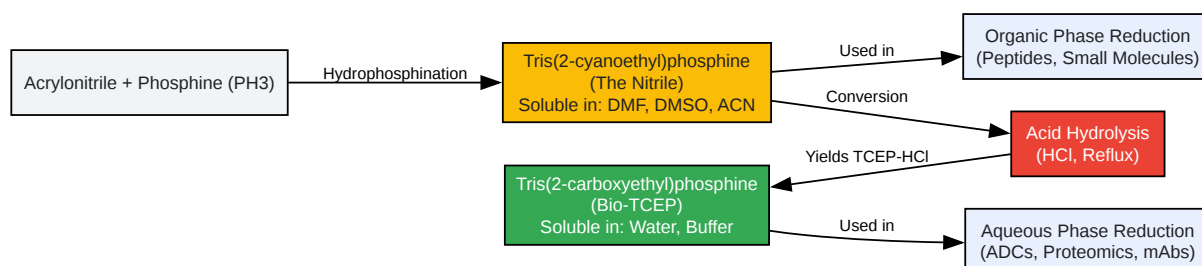 Acrylonitrile + Phosphine (PH3)
Hydrophosphination
Tris(2-cyanoethyl)phosphine
(The Nitrile)
Soluble in: DMF, DMSO, ACN
Used in
Organic Phase Reduction
(Peptides, Small Molecules)
Conversion
Acid Hydrolysis
(HCl, Reflux)
Yields TCEP-HCl
Tris(2-carboxyethyl)phosphine
(Bio-TCEP)
Soluble in: Water, Buffer
Used in
Aqueous Phase Reduction
(ADCs, Proteomics, mAbs)